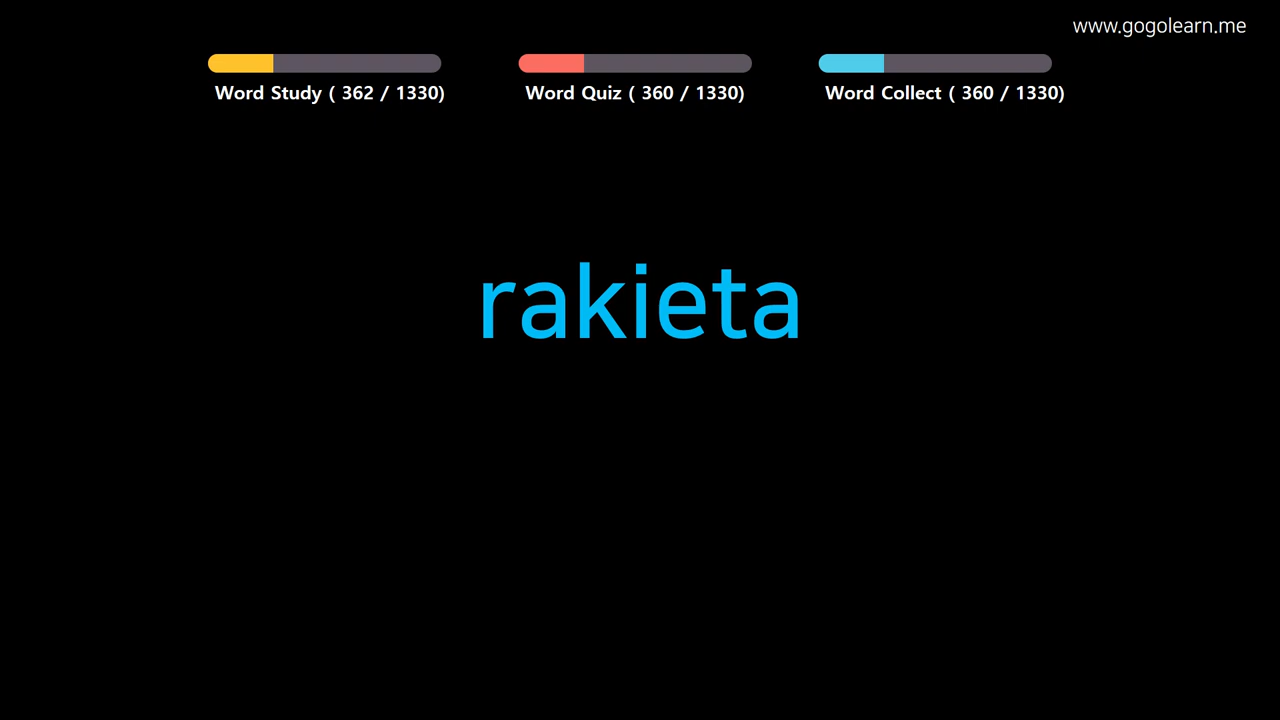 www.gogolearn.me
Word Study ( 362 / 1330)
Word Quiz ( 360 / 1330)
Word Collect ( 360 / 1330)
rakieta